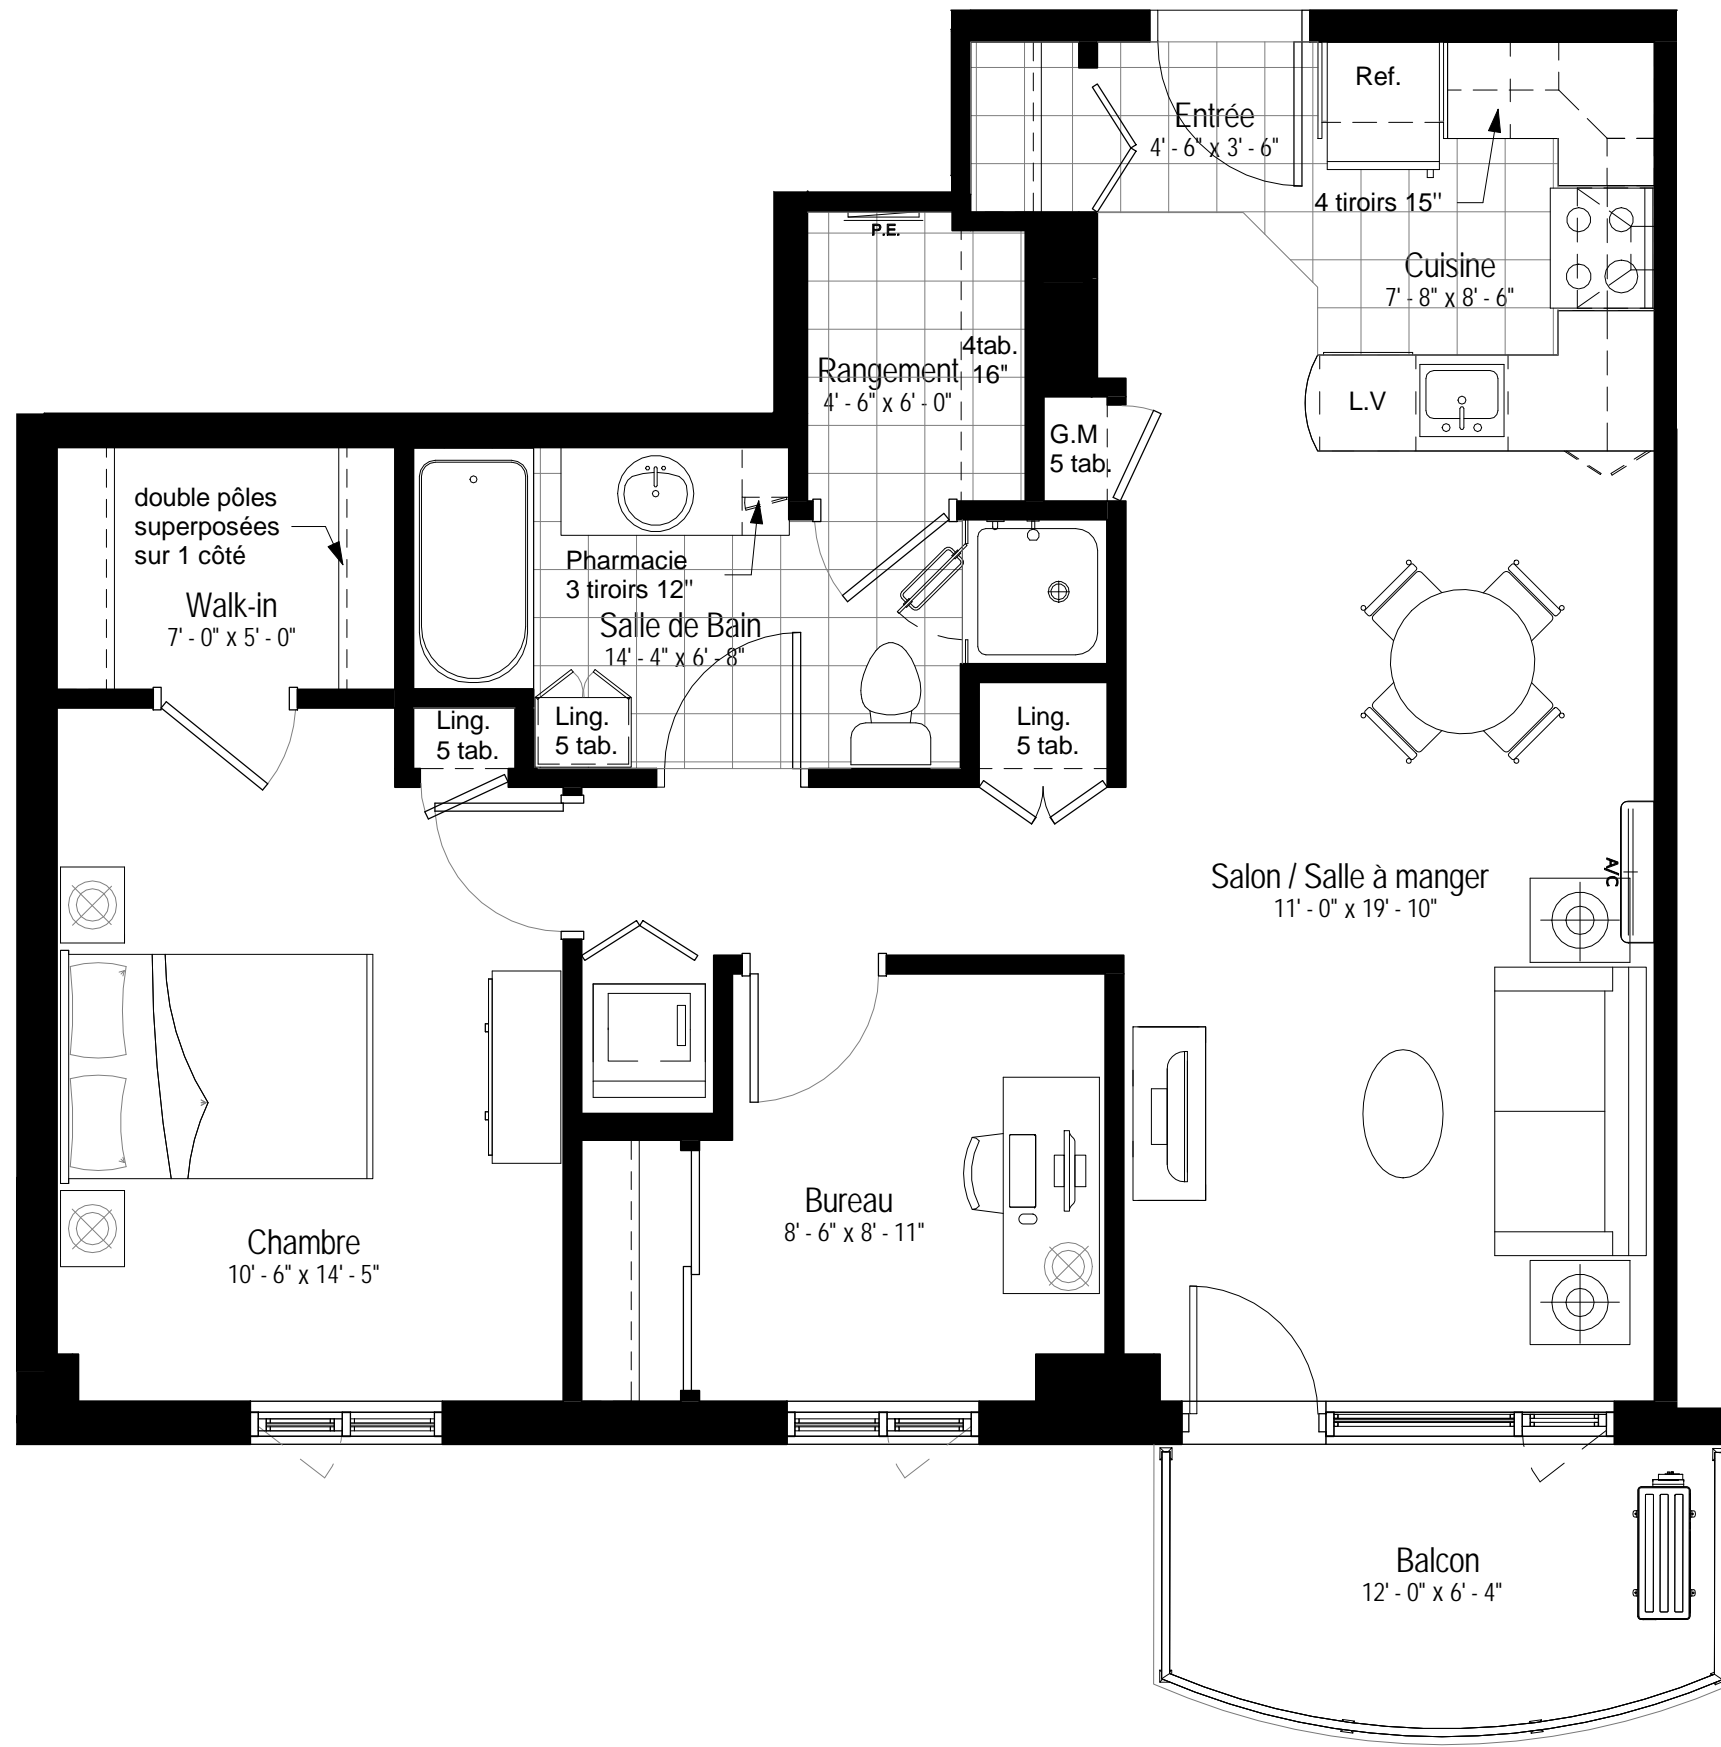 Ref.
Entrée
4' - 6" x 3' - 6"
4 tiroirs 15"
P.E.
Cuisine
7' - 8" x 8' - 6"
4tab.
16"
Rangement
4' - 6" x 6' - 0"
L.V
G.M
5 tab.
double pôles
superposées
sur 1 côté
Walk-in
7' - 0" x 5' - 0"
Pharmacie
3 tiroirs 12"
Salle de Bain
14' - 4" x 6' - 8"
Ling.
5 tab.
Ling.
5 tab.
Ling.
5 tab.
A/C
Salon / Salle à manger
11' - 0" x 19' - 10"
Bureau
8' - 6" x 8' - 11"
Chambre
10' - 6" x 14' - 5"
Balcon
12' - 0" x 6' - 4"